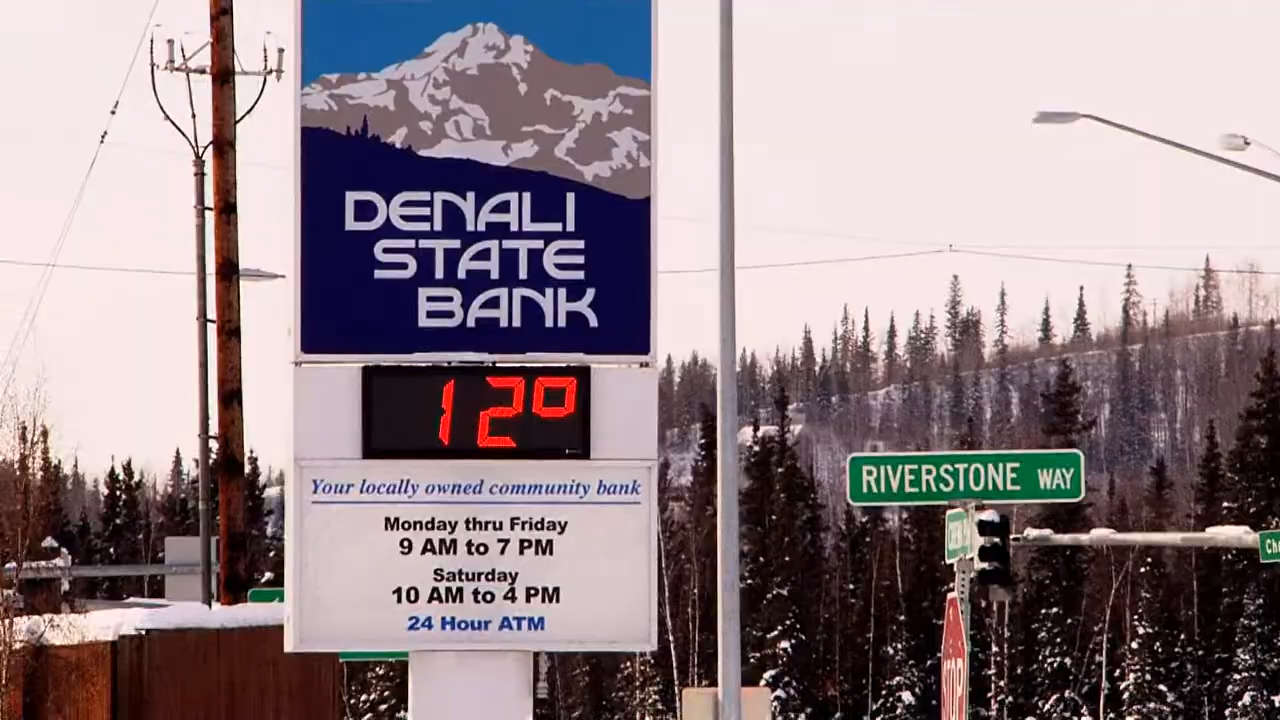 DENALI
STATE
BANK
12°
Your locally owned community bank
Monday thru Friday
9 AM to 7 PM
Saturday
10 AM to 4 PM
24 Hour ATM
RIVERSTONE WAY
STOP